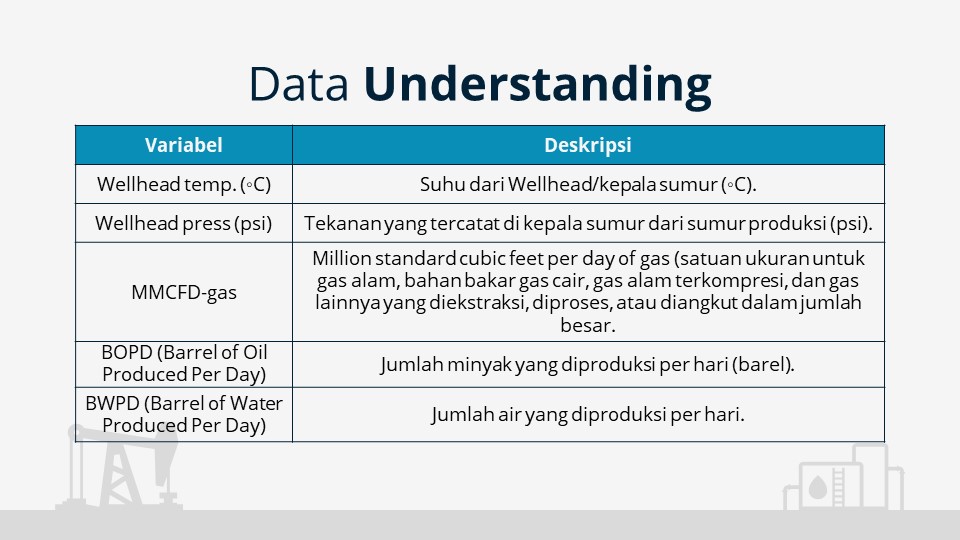 Data Understanding
Variabel
Deskripsi
Wellhead temp. (◦C)
Suhu dari Wellhead/kepala sumur (◦C).
Wellhead press (psi)
Tekanan yang tercatat di kepala sumur dari sumur produksi (psi).
MMCFD-gas
Million standard cubic feet per day of gas (satuan ukuran untuk
gas alam, bahan bakar gas cair, gas alam terkompresi, dan gas
lainnya yang diekstraksi, diproses, atau diangkut dalam jumlah
besar.
BOPD (Barrel of Oil
Produced Per Day)
Jumlah minyak yang diproduksi per hari (barel).
BWPD (Barrel of Water
Produced Per Day)
Jumlah air yang diproduksi per hari.